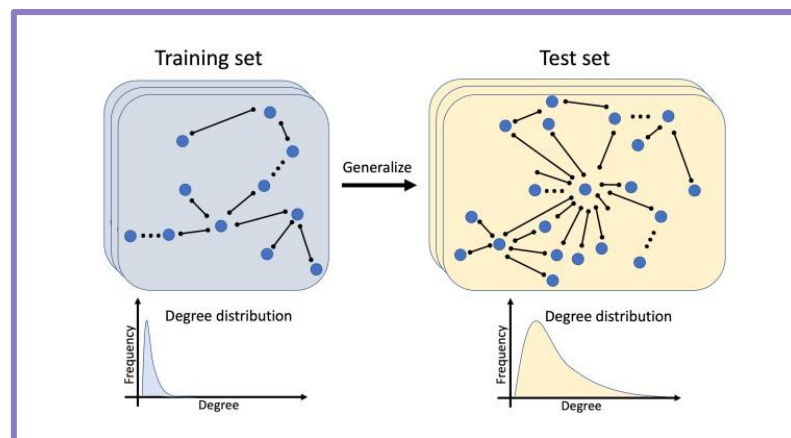 Training set
Test set
Generalize
Degree distribution
Frequency
Degree
Degree distribution
Frequency
Degree